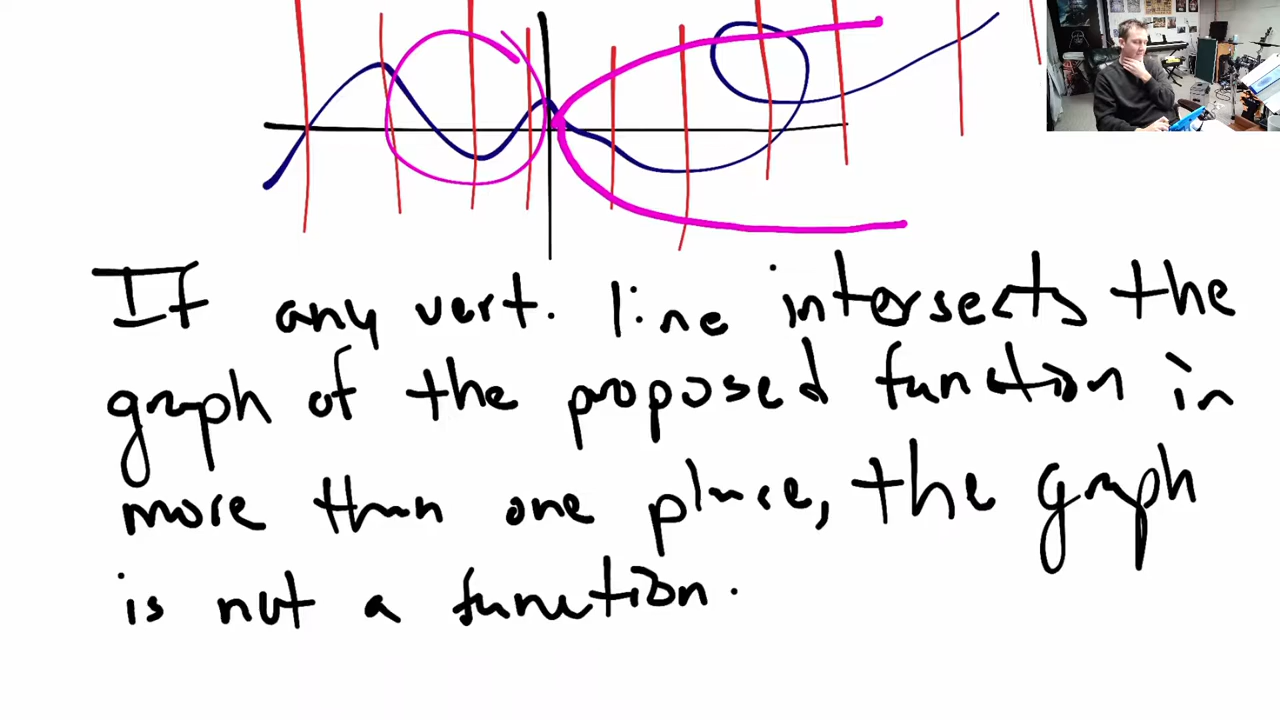 If any vert. line intersects the
graph of the proposed function in
more than one place, the graph
is not a function.